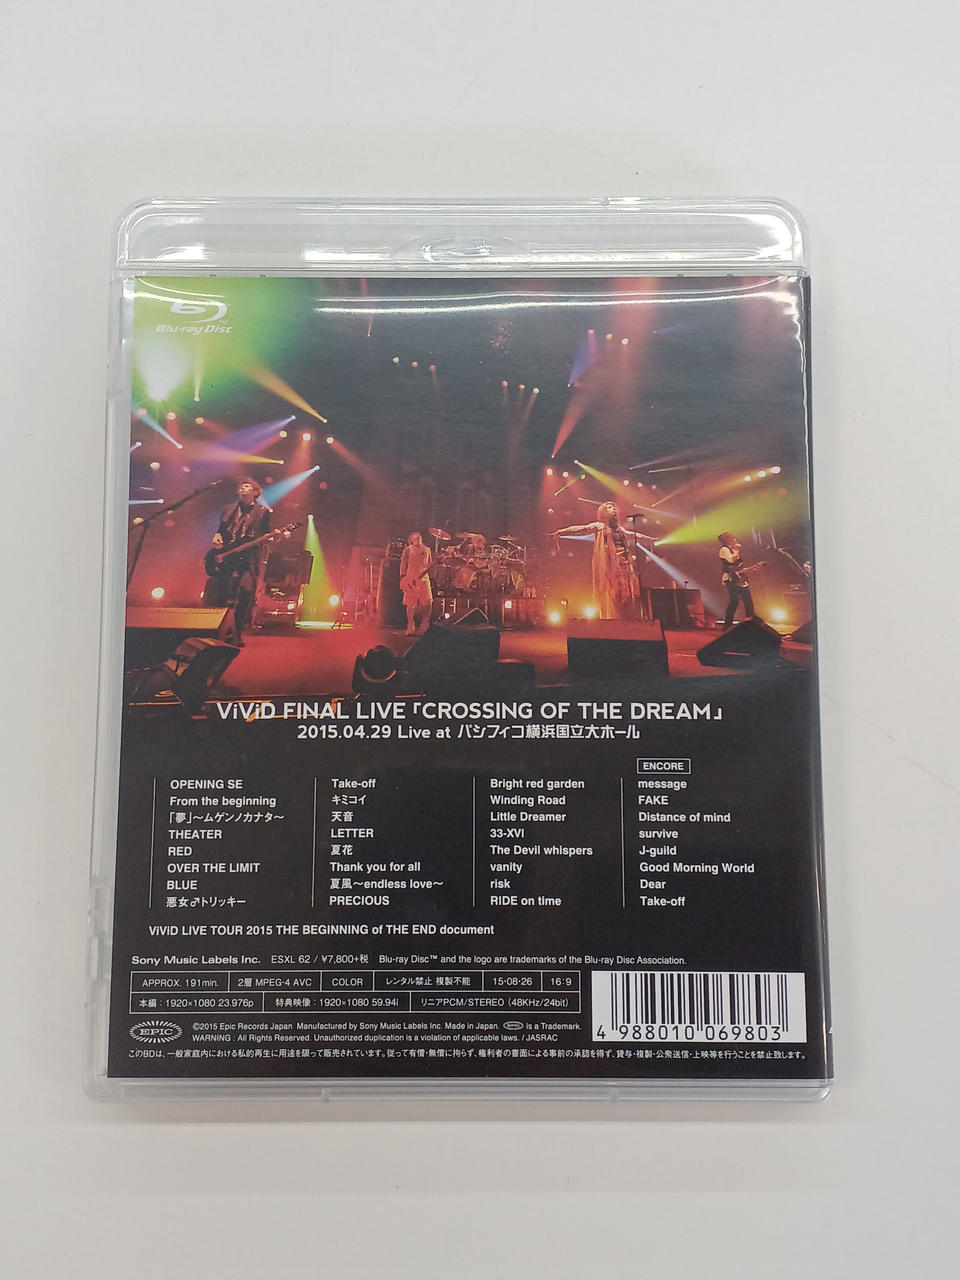 Blu-ray Disc™
ViViD FINAL LIVE「CROSSING OF THE DREAM」
2015.04.29 Live at パシフィコ横浜国立大ホール
OPENING SE
From the beginning
「夢」〜ムゲンノカナタ〜
THEATER
RED
OVER THE LIMIT
BLUE
悪女♂トリッキー
Take-off
キミコイ
天音
LETTER
夏花
Thank you for all
夏風〜endless love〜
PRECIOUS
Bright red garden
Winding Road
Little Dreamer
33-XVI
The Devil whispers
vanity
risk
RIDE on time
ENCORE
message
FAKE
Distance of mind
survive
J-guild
Good Morning World
Dear
Take-off
ViViD LIVE TOUR 2015 THE BEGINNING of THE END document
Sony Music Labels Inc. ESXL 62 / ¥7,800+税 Blu-ray Disc™ and the logo are trademarks of the Blu-ray Disc Association.
APPROX. 191min. 2層 MPEG-4 AVC COLOR レンタル禁止 複製不能 15·08·26 16:9
本編：1920×1080 23.976p 特典映像：1920×1080 59.94i リニアPCM/STEREO（48KHz/24bit）
EPIC ©2015 Epic Records Japan Manufactured by Sony Music Labels Inc. Made in Japan. EPIC is a Trademark.
WARNING : All Rights Reserved. Unauthorized duplication is a violation of applicable laws. / JASRAC
4 988010 069803
このBDは、一般家庭内における私的再生に用途を限って販売されています。従って有償・無償に拘らず、権利者の書面による事前の承認を得ず、貸与・複製・公衆送信・上映等を行うことを禁止致します。